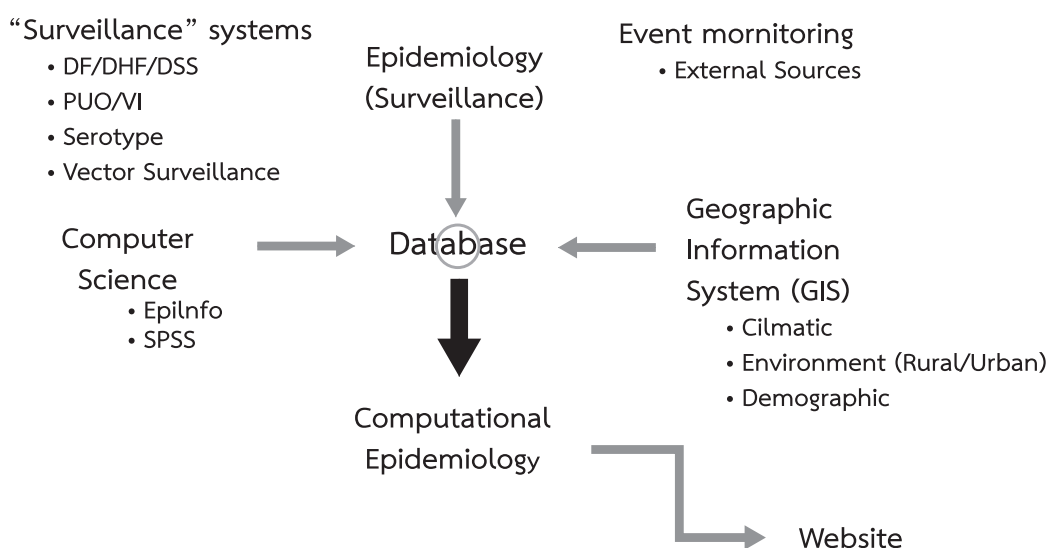 “Surveillance” systems
• DF/DHF/DSS
• PUO/VI
• Serotype
• Vector Surveillance
Epidemiology
(Surveillance)
Event mornitoring
• External Sources
Computer
Science
• EpilInfo
• SPSS
Database
Geographic
Information
System (GIS)
• Cilmatic
• Environment (Rural/Urban)
• Demographic
Computational
Epidemiology
Website